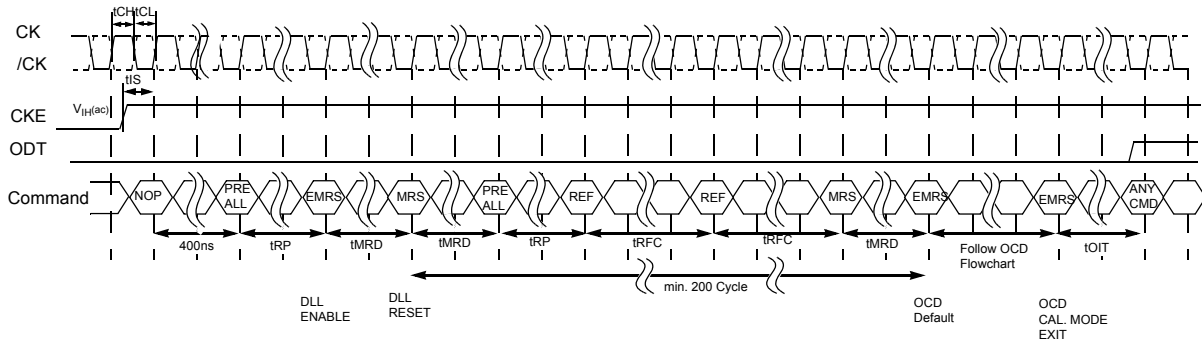 tCH tCL
CK
/CK
tIS
VIH(ac)
CKE
ODT
Command
NOP
PRE
ALL
EMRS
MRS
PRE
ALL
REF
REF
MRS
EMRS
EMRS
ANY
CMD
400ns
tRP
tMRD
tMRD
tRP
tRFC
tRFC
tMRD
Follow OCD
Flowchart
tOIT
min. 200 Cycle
DLL
ENABLE
DLL
RESET
OCD
Default
OCD
CAL. MODE
EXIT